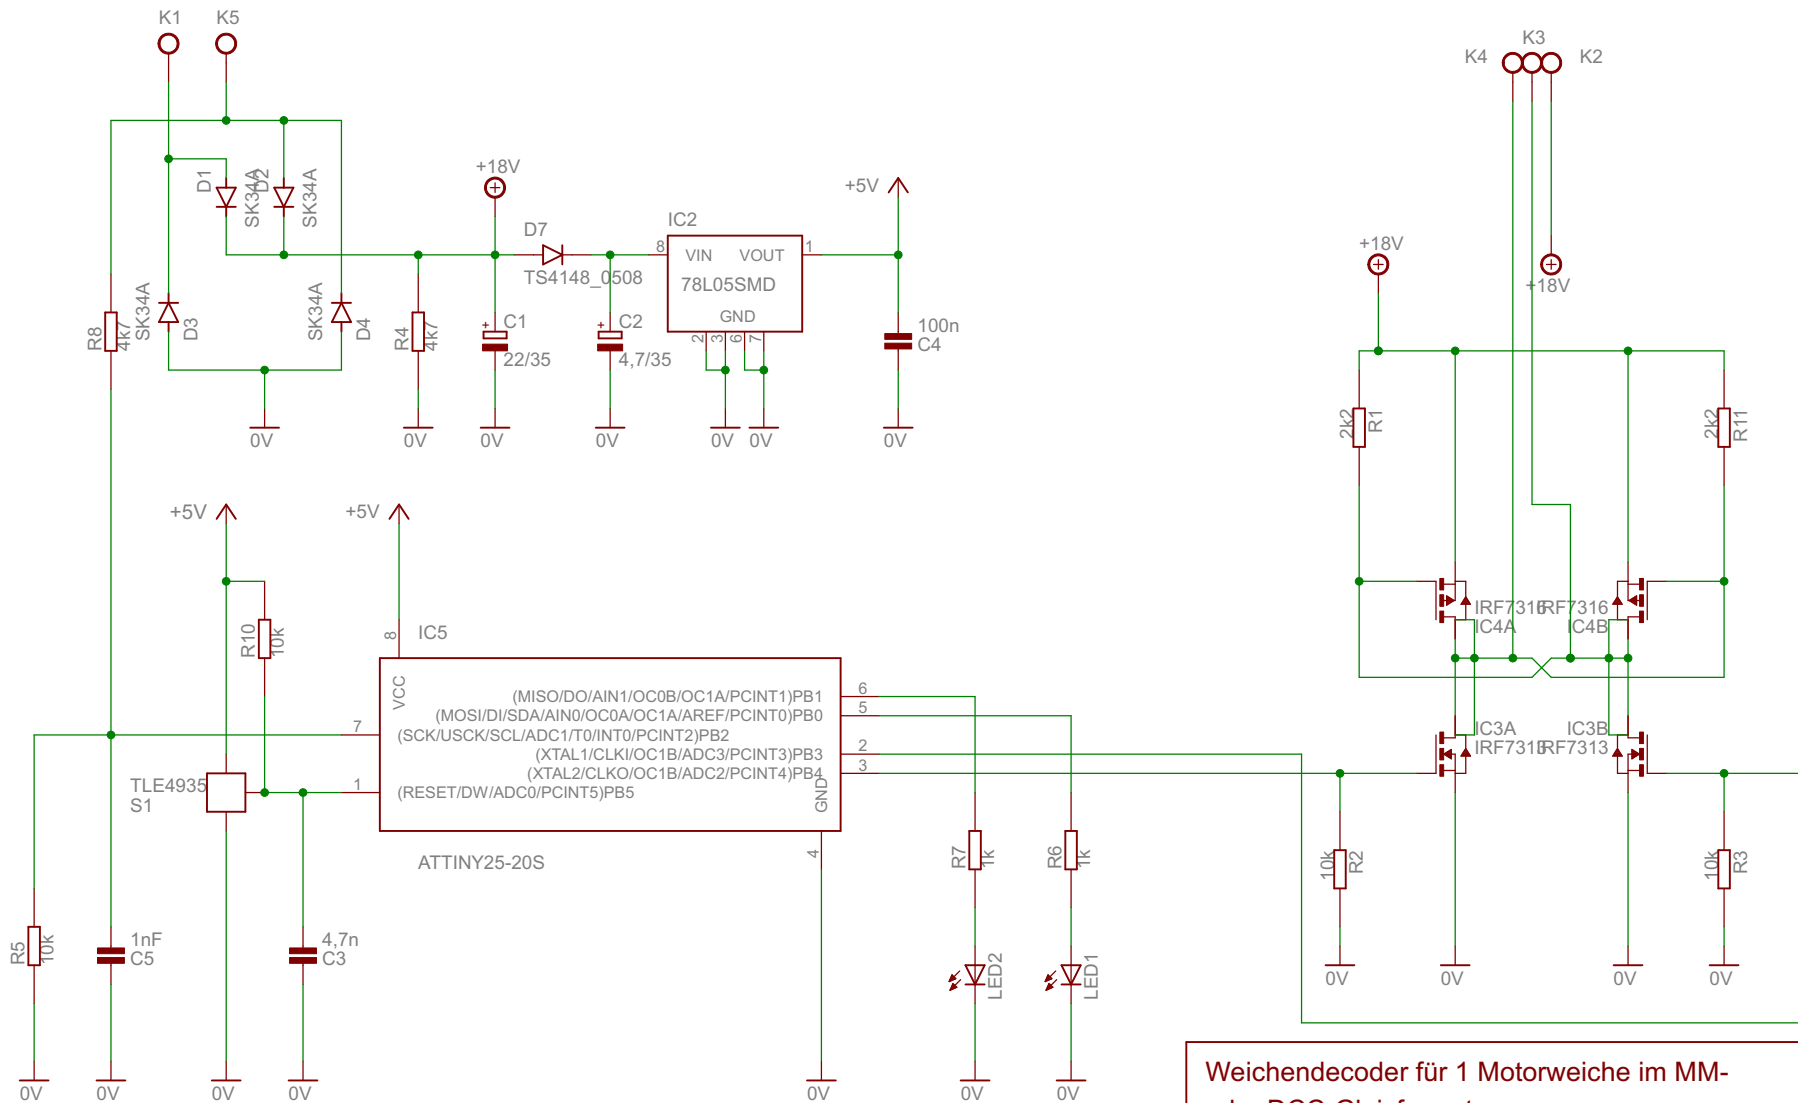 K1 K5
K3
K4 K2
D1
SK34A
D2
SK34A
+18V
+5V
D7
TS4148_0508
IC2
8 VIN VOUT 1
78L05SMD
GND
2 3 6 7
+18V
+18V
R8
4k7
SK34A
D3
SK34A
D4
R4
4k7
+ C1
22/35
+ C2
4,7/35
100n
C4
0V 0V 0V 0V 0V 0V 0V
2k2
R1
2k2
R11
+5V +5V
R10
10k
8
IC5
VCC
(MISO/DO/AIN1/OC0B/OC1A/PCINT1)PB1 6
(MOSI/DI/SDA/AIN0/OC0A/OC1A/AREF/PCINT0)PB0 5
7 (SCK/USCK/SCL/ADC1/T0/INT0/PCINT2)PB2
(XTAL1/CLKI/OC1B/ADC3/PCINT3)PB3 2
(XTAL2/CLKO/OC1B/ADC2/PCINT4)PB4 3
1 (RESET/DW/ADC0/PCINT5)PB5
GND
4
ATTINY25-20S
TLE4935
S1
IRF7316 IRF7316
IC4A IC4B
IC3A IC3B
IRF7313 IRF7313
R7
1k
R6
1k
10k
R2
10k
R3
R5
10k
1nF
C5
4,7n
C3
LED2
LED1
0V 0V 0V 0V
0V 0V 0V 0V 0V 0V 0V
Weichendecoder für 1 Motorweiche im MM-